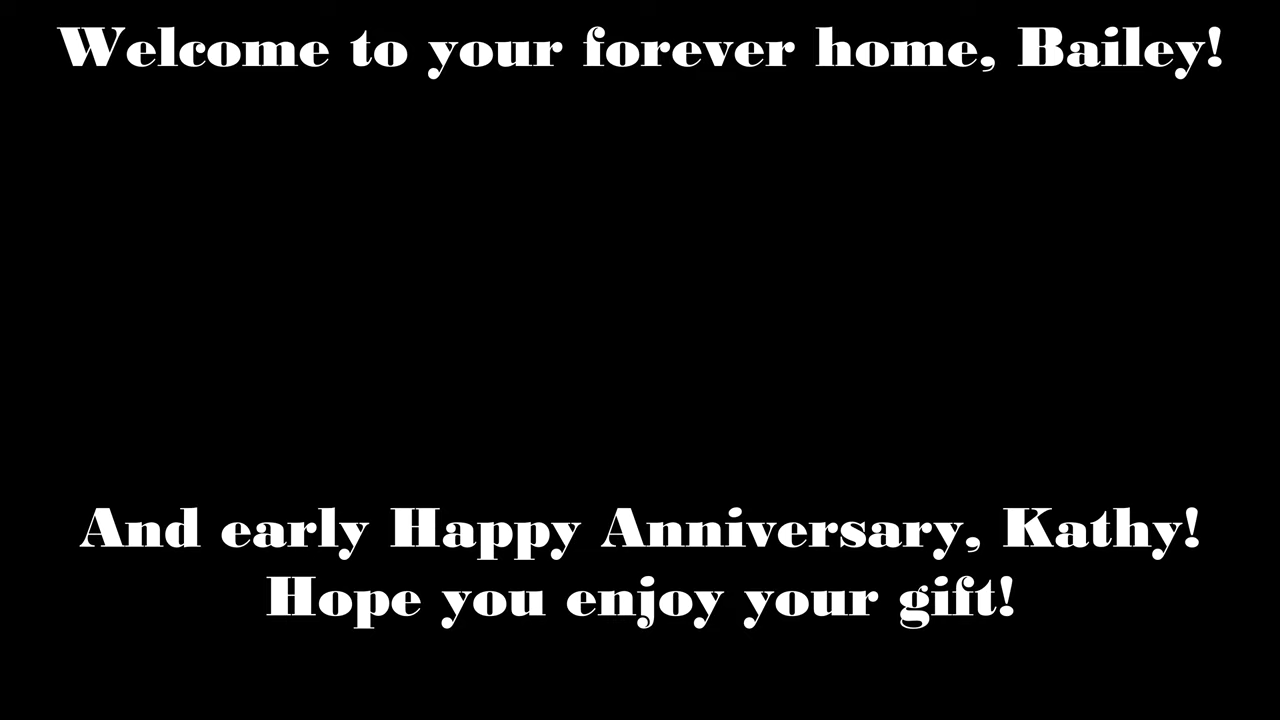 Welcome to your forever home, Bailey!
And early Happy Anniversary, Kathy!
Hope you enjoy your gift!